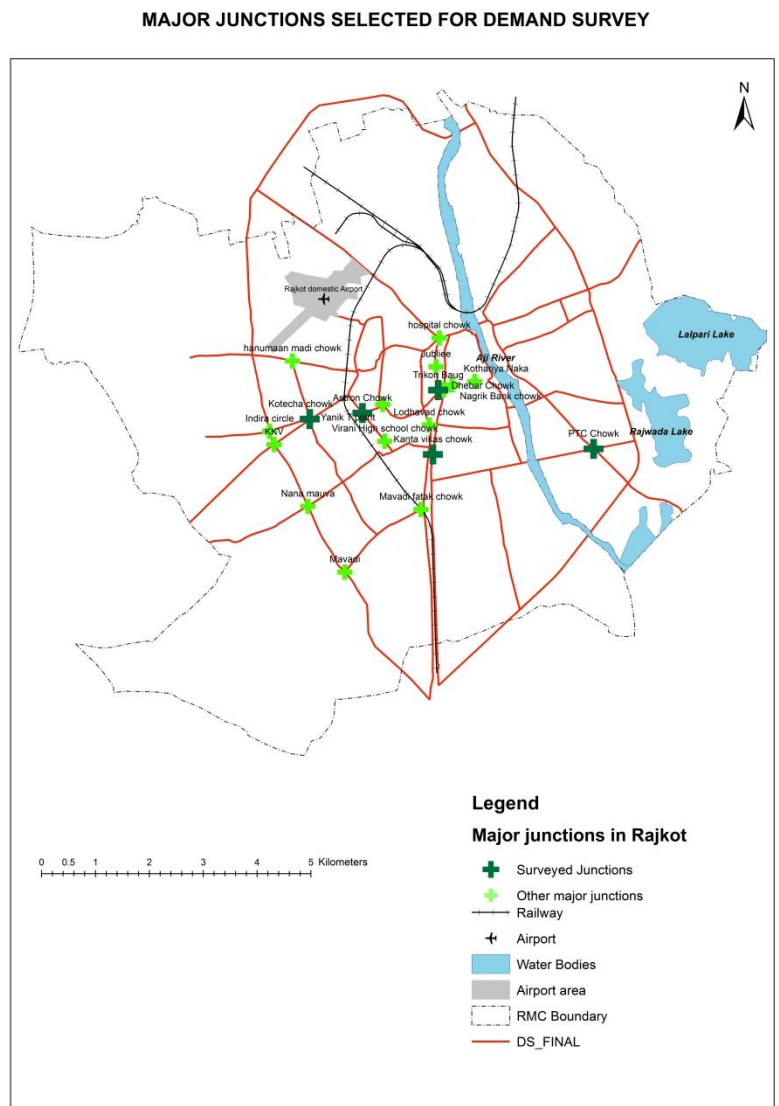 MAJOR JUNCTIONS SELECTED FOR DEMAND SURVEY
N
Rajkot domestic Airport
Lalpari Lake
hospital chowk
hanumaan madi chowk
Jubliee
Aji River
Kothariya Naka
Trikon Baug
Dhebar Chowk
Nagrik Bank chowk
Kotecha chowk
Astron Chowk
Lodhavad chowk
Indira circle
Yanik T point
Virani High school chowk
KKV
Kanta vikas chowk
PTC Chowk
Rajwada Lake
Nana mauva
Mavadi fatak chowk
Mavadi
Legend
Major junctions in Rajkot
Surveyed Junctions
Other major junctions
Railway
Airport
Water Bodies
Airport area
RMC Boundary
DS_FINAL
0 0.5 1 2 3 4 5 Kilometers